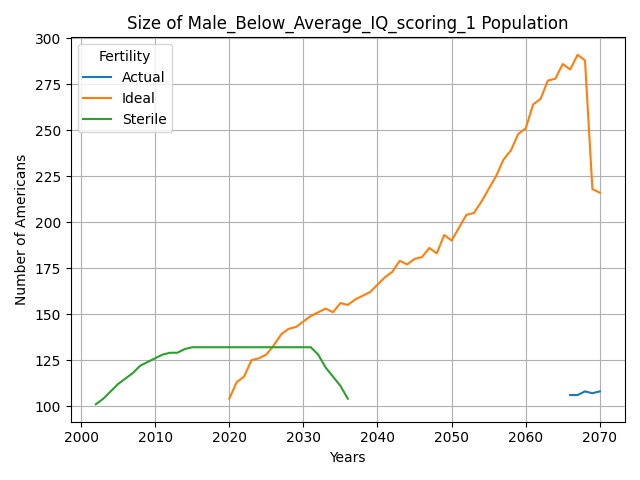 Size of Male_Below_Average_IQ_scoring_1 Population
Fertility
Actual
Ideal
Sterile
Number of Americans
300
275
250
225
200
175
150
125
100
2000 2010 2020 2030 2040 2050 2060 2070
Years